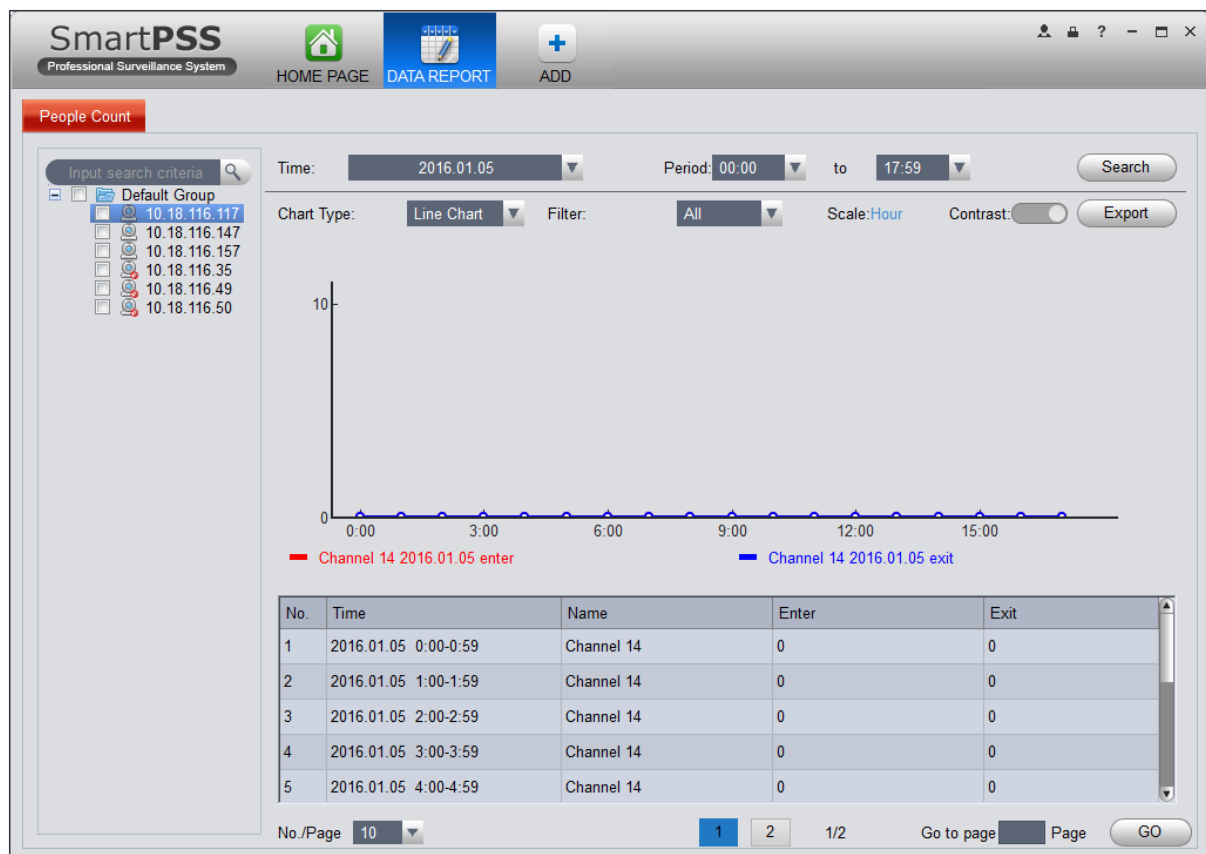 SmartPSS
Professional Surveillance System
HOME PAGE
DATA REPORT
ADD
?
People Count
Input search criteria
Default Group
10.18.116.117
10.18.116.147
10.18.116.157
10.18.116.35
10.18.116.49
10.18.116.50
Time: 2016.01.05 Period: 00:00 to 17:59 Search
Chart Type: Line Chart Filter: All Scale:Hour Contrast: Export
10
0
0:00 3:00 6:00 9:00 12:00 15:00
Channel 14 2016.01.05 enter Channel 14 2016.01.05 exit
No. Time Name Enter Exit
1 2016.01.05 0:00-0:59 Channel 14 0 0
2 2016.01.05 1:00-1:59 Channel 14 0 0
3 2016.01.05 2:00-2:59 Channel 14 0 0
4 2016.01.05 3:00-3:59 Channel 14 0 0
5 2016.01.05 4:00-4:59 Channel 14 0 0
No./Page 10 1 2 1/2 Go to page Page GO